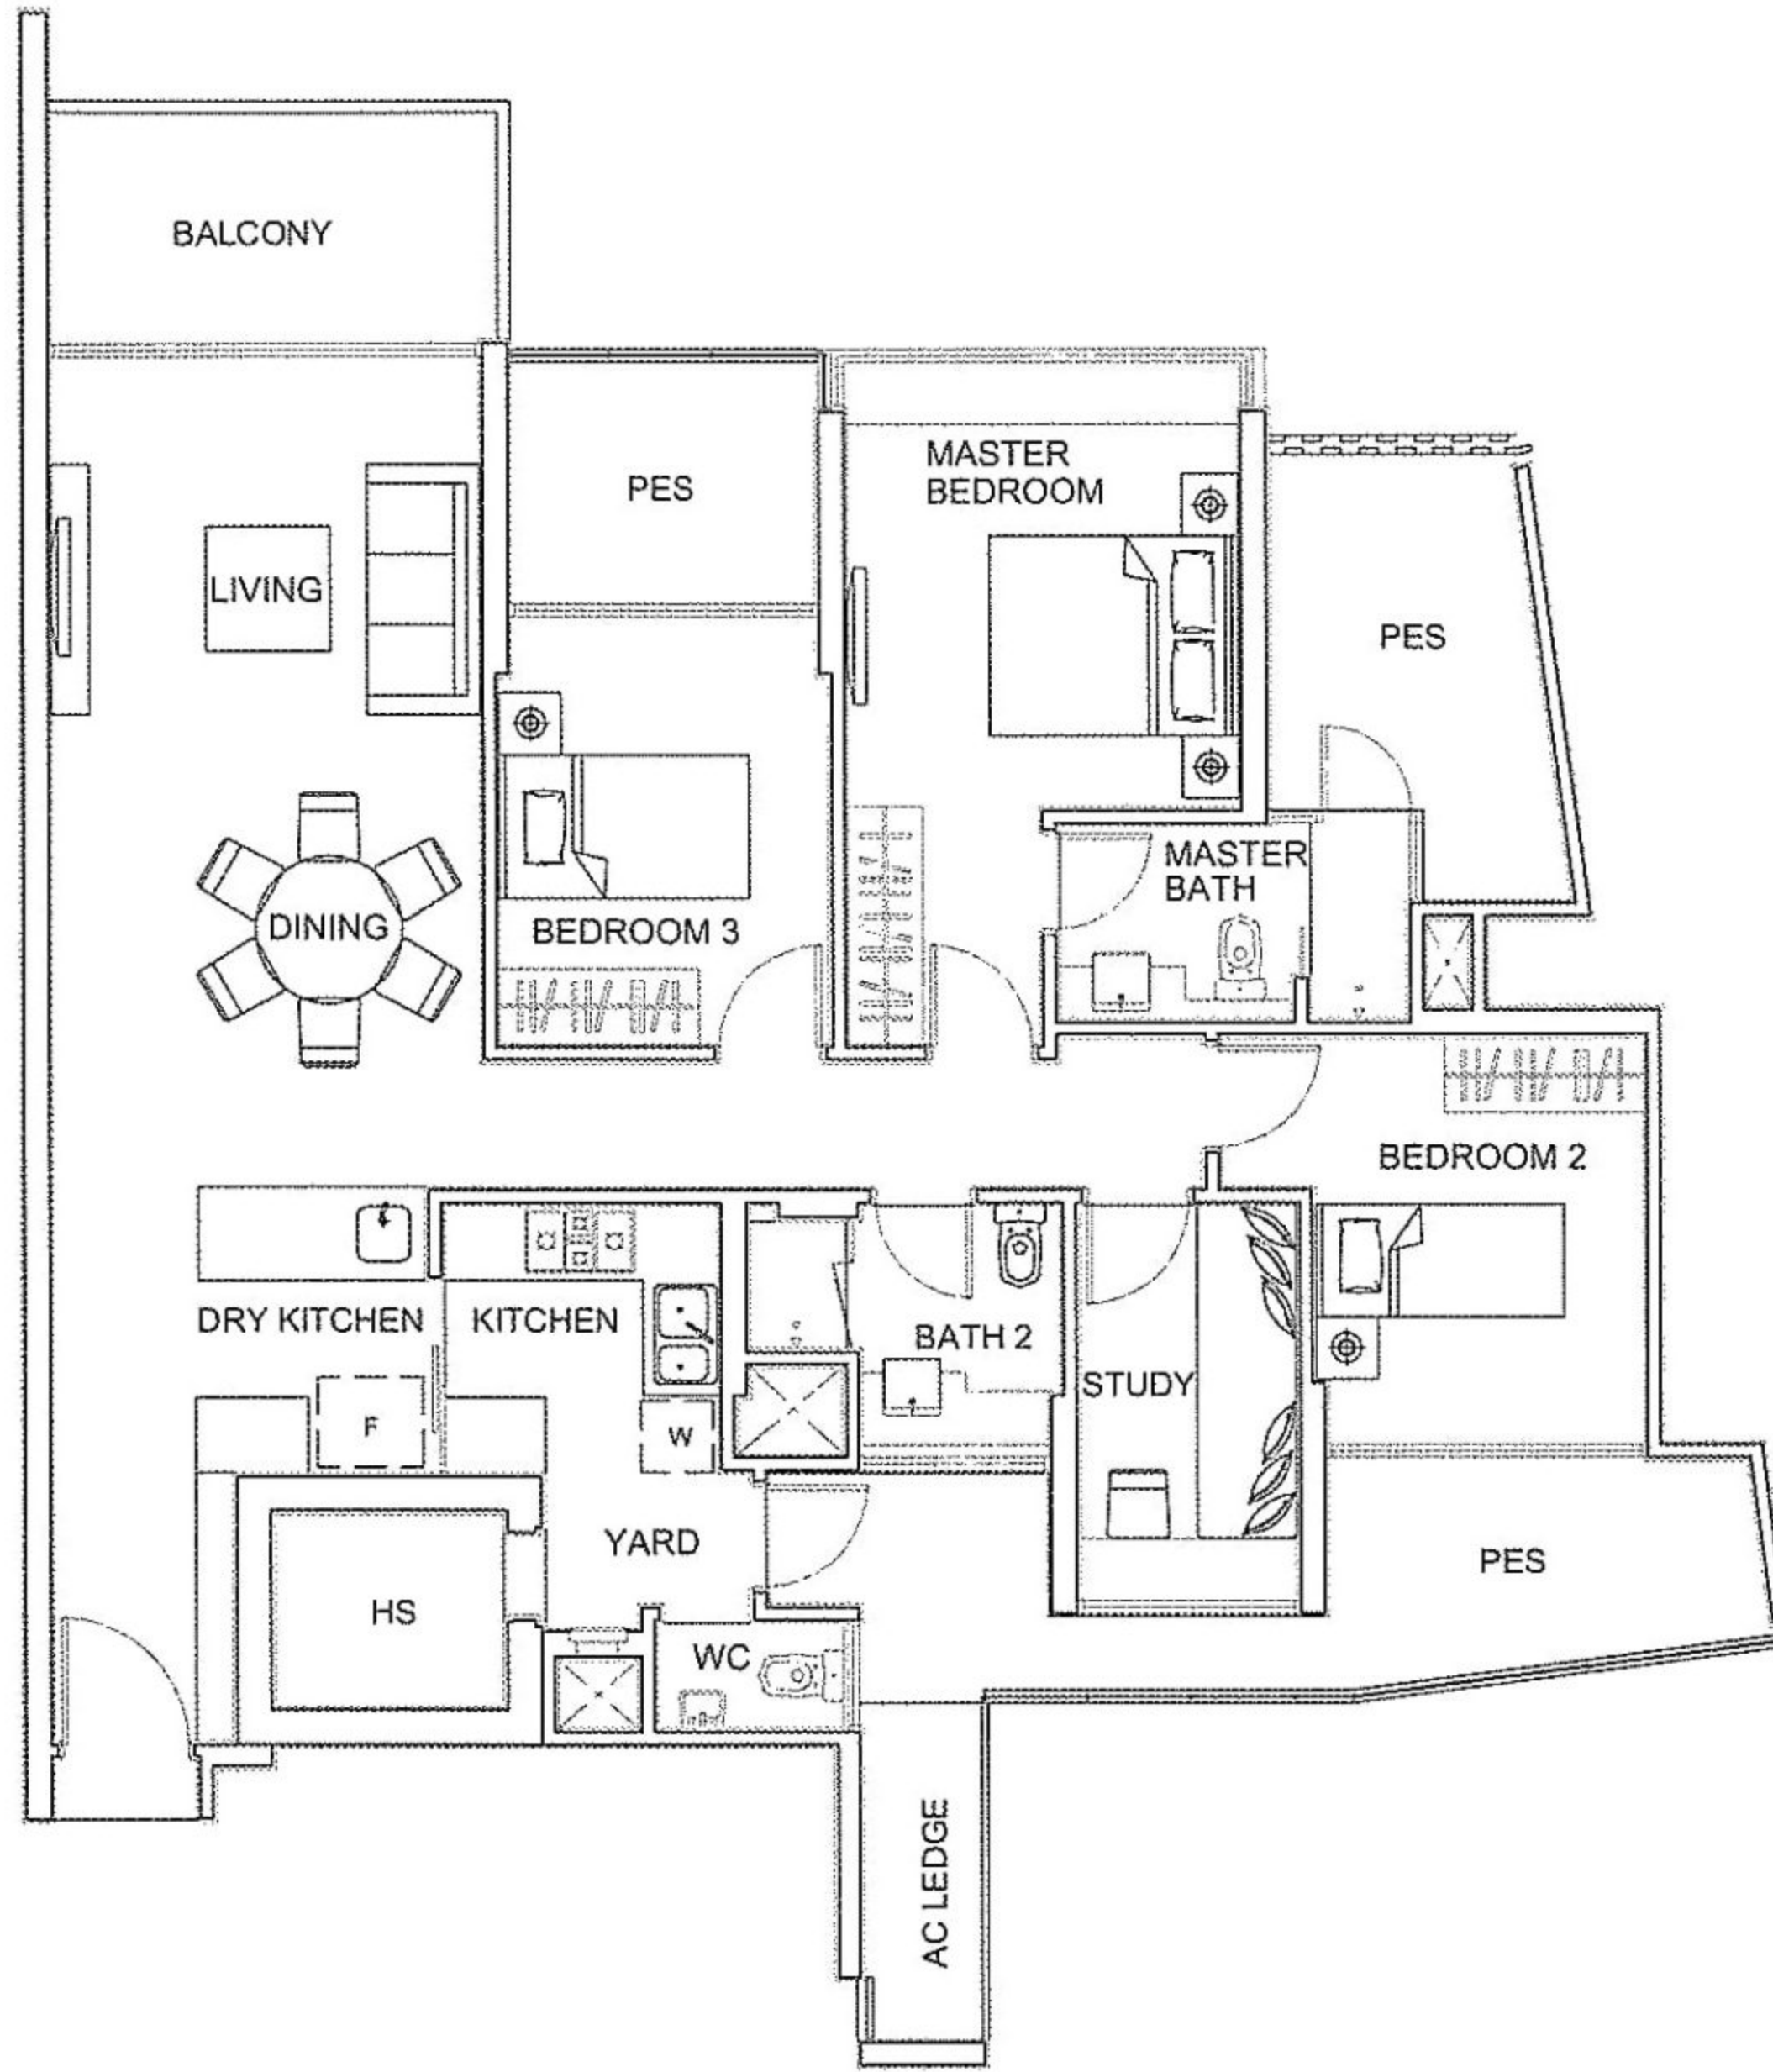 BALCONY
MASTER
BEDROOM
PES
LIVING
PES
MASTER
BATH
DINING
BEDROOM 3
BEDROOM 2
DRY KITCHEN
KITCHEN
BATH 2
STUDY
F
W
YARD
PES
HS
WC
AC LEDGE